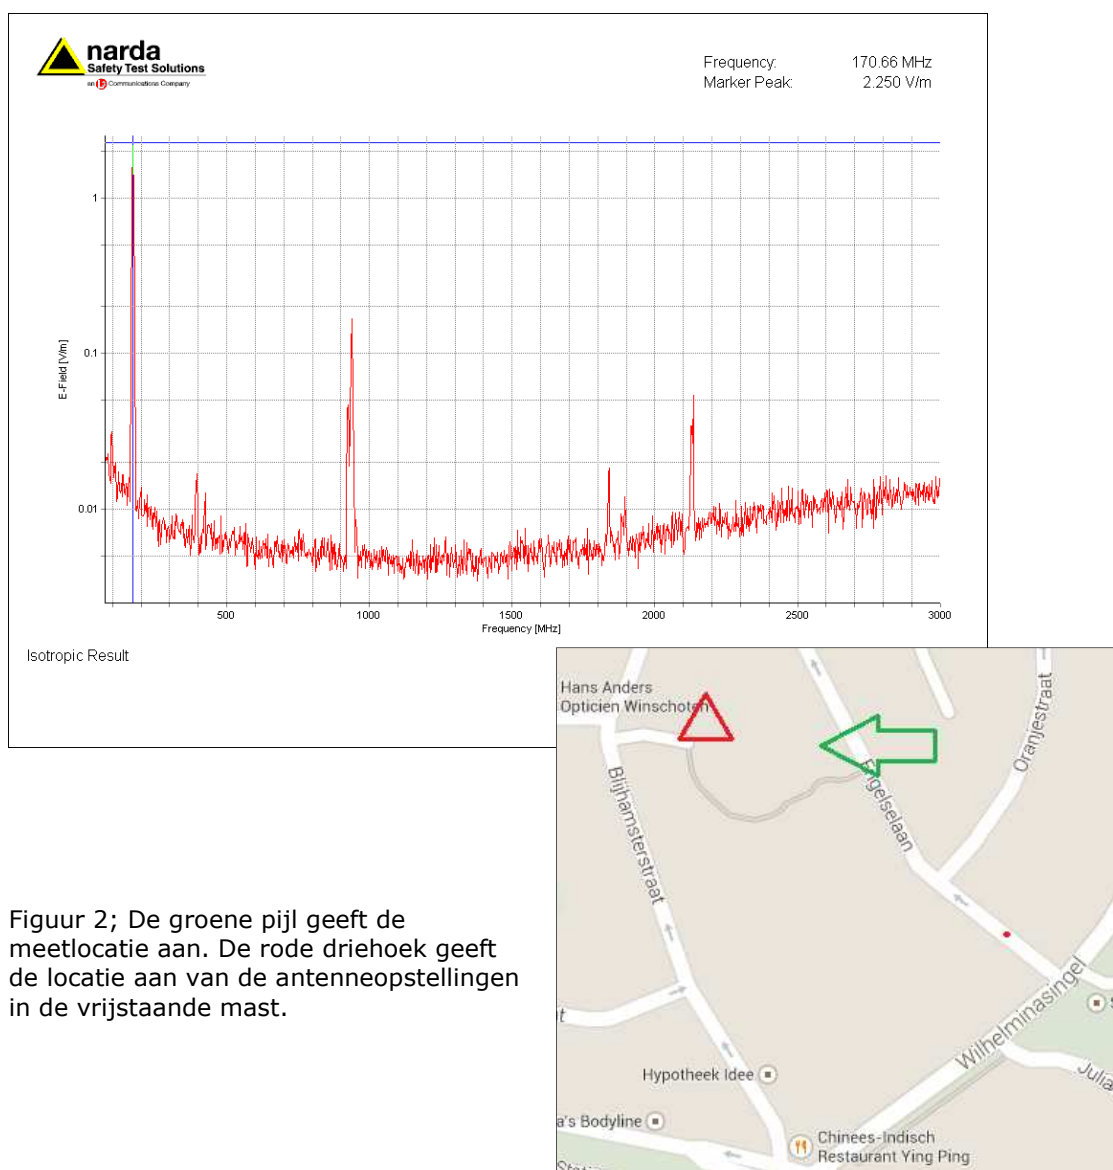 narda
Safety Test Solutions
an Communications Company
Frequency: 170.66 MHz
Marker Peak: 2.250 V/m
1
0.1
0.01
E-Field [V/m]
500 1000 1500 2000 2500 3000
Frequency [MHz]
Isotropic Result
Hans Anders
Opticien Winschoten
Oranjestraat
Engelselaan
Blijhamsterstraat
Wilhelminasingel
Hypotheek Idee
a's Bodyline
Chinees-Indisch
Restaurant Ying Ping
Figuur 2; De groene pijl geeft de
meetlocatie aan. De rode driehoek geeft
de locatie aan van de antenneopstellingen
in de vrijstaande mast.